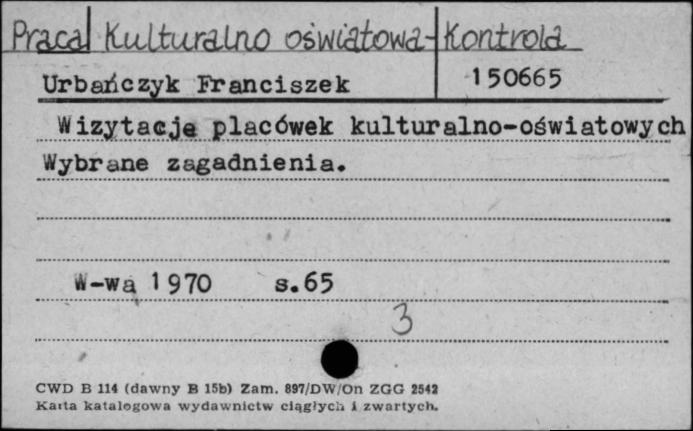 Praca Kulturalno oświatowa-Kontrola
Urbańczyk Franciszek 150665
Wizytacje placówek kulturalno-oświatowych
Wybrane zagadnienia.
W-wa 1970 s.65
3
CWD B 114 (dawny B 15b) Zam. 897/DW/On ZGG 2542
Karta katalogowa wydawnictw ciągłych i zwartych.